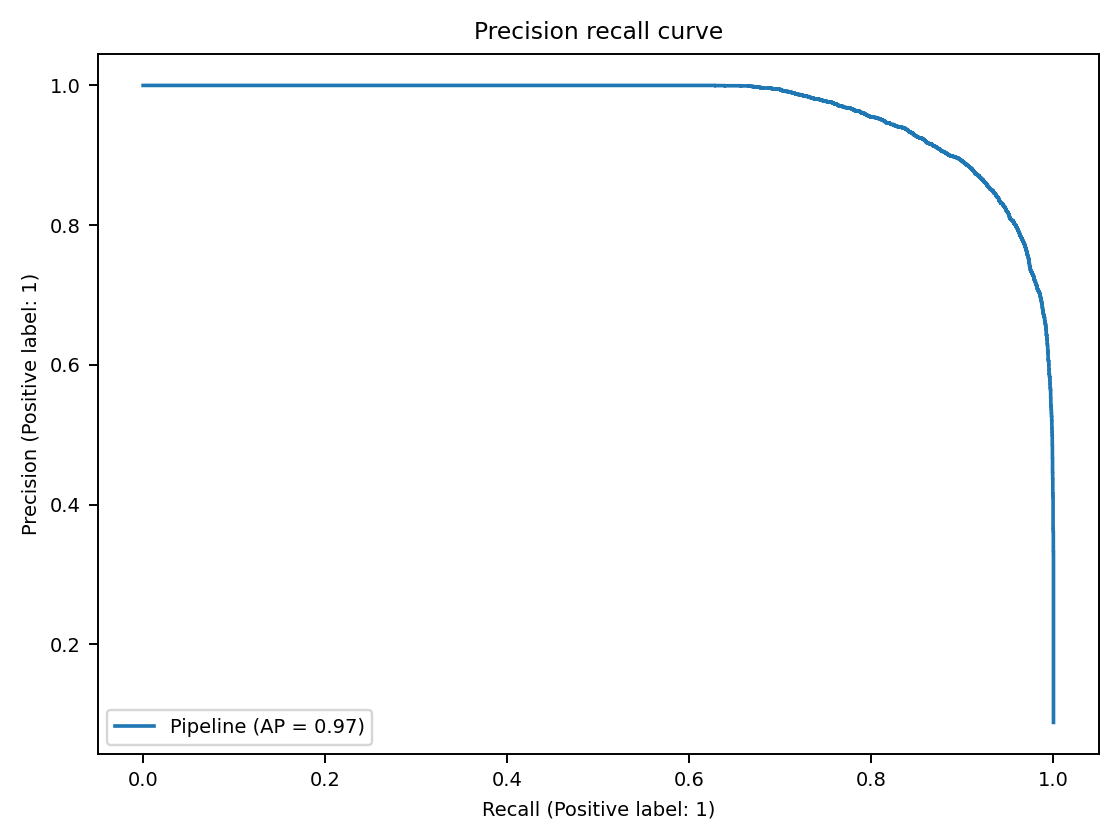 Precision recall curve
1.0
0.8
0.6
0.4
0.2
Precision (Positive label: 1)
Pipeline (AP = 0.97)
0.0 0.2 0.4 0.6 0.8 1.0
Recall (Positive label: 1)